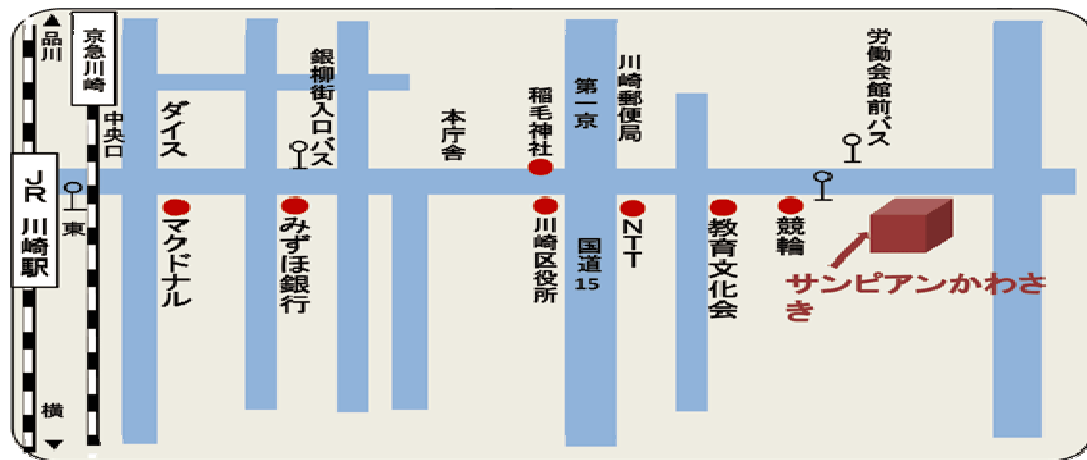 品川
京急川崎
中央口
JR 川崎駅
東
横
ダイス
マクドナル
銀柳街入口バス
みずほ銀行
本庁舎
稲毛神社
川崎区役所
第一京
国道
15
川崎郵便局
NTT
教育文化会
競輪
労働会館前バス
サンピアンかわさ
き